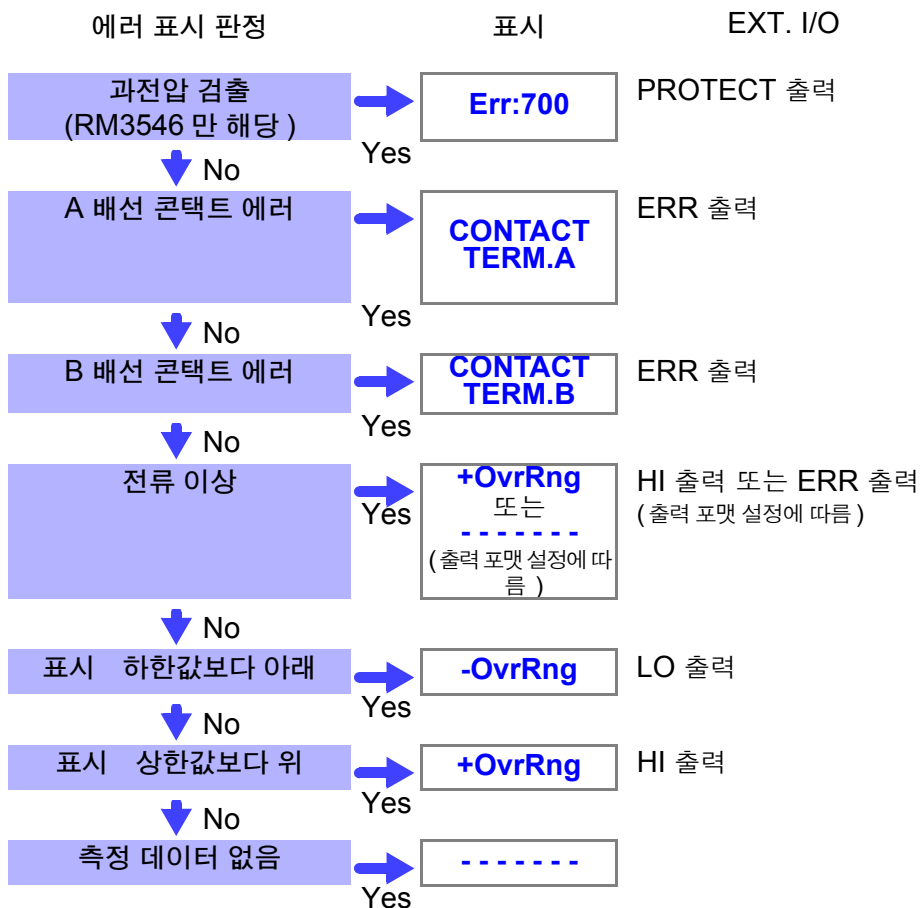 에러 표시 판정 표시 EXT. I/O
과전압 검출
(RM3546 만 해당 )
Err:700
PROTECT 출력
Yes
No
A 배선 콘택트 에러
CONTACT
TERM.A
ERR 출력
Yes
No
B 배선 콘택트 에러
CONTACT
TERM.B
ERR 출력
Yes
No
전류 이상
+OvrRng
또는
- - - - - - -
( 출력 포맷 설정에 따
름 )
HI 출력 또는 ERR 출력
( 출력 포맷 설정에 따름 )
Yes
No
표시 하한값보다 아래
-OvrRng
LO 출력
Yes
No
표시 상한값보다 위
+OvrRng
HI 출력
Yes
No
측정 데이터 없음
- - - - - - -
Yes